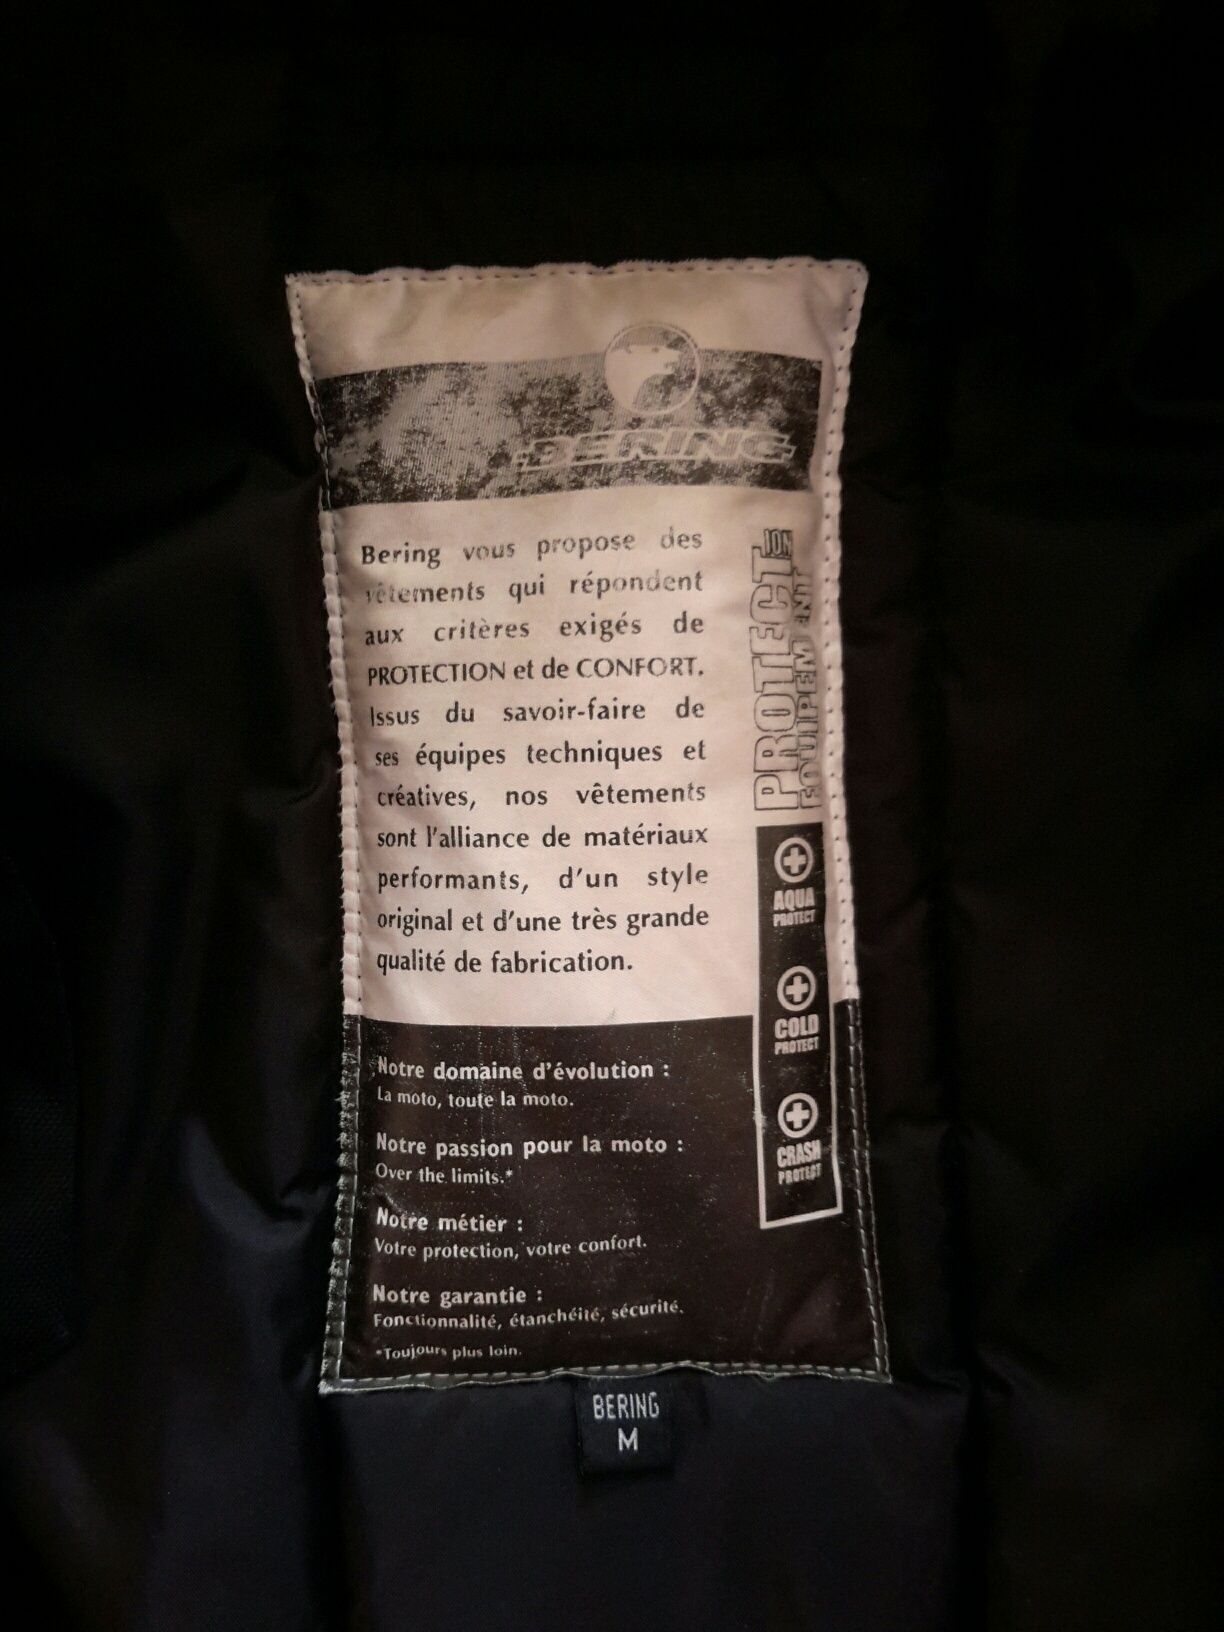 BERING
Bering vous propose des
vêtements qui répondent
aux critères exigés de
PROTECTION et de CONFORT.
Issus du savoir-faire de
ses équipes techniques et
créatives, nos vêtements
sont l'alliance de matériaux
performants, d'un style
original et d'une très grande
qualité de fabrication.
PROTECTION
EQUIPEMENT
AQUA
PROTECT
COLD
PROTECT
CRASH
PROTECT
Notre domaine d'évolution :
La moto, toute la moto.
Notre passion pour la moto :
Over the limits.*
Notre métier :
Votre protection, votre confort.
Notre garantie :
Fonctionnalité, étanchéité, sécurité.
*Toujours plus loin.
BERING
M